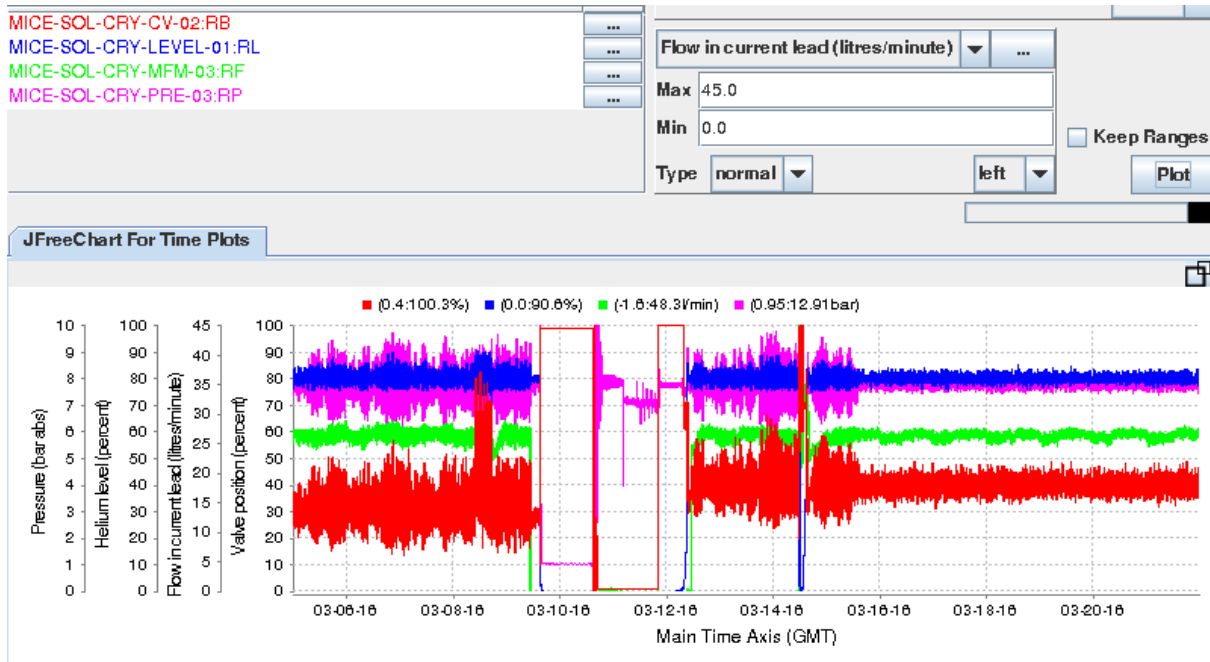 MICE-SOL-CRY-CV-02:RB ...
MICE-SOL-CRY-LEVEL-01:RL ...
MICE-SOL-CRY-MFM-03:RF ...
MICE-SOL-CRY-PRE-03:RP ...
Flow in current lead (litres/minute) ...
Max 45.0
Min 0.0
Keep Ranges
Type normal left Plot
JFreeChart For Time Plots
(0.4:100.3%) (0.0:90.6%) (-1.6:48.3l/min) (0.95:12.91bar)
Pressure (bar abs)
10
9
8
7
6
5
4
3
2
1
0
Helium level (percent)
100
90
80
70
60
50
40
30
20
10
0
Flow in current lead (litres/minute)
45
40
35
30
25
20
15
10
5
0
Valve position (percent)
100
90
80
70
60
50
40
30
20
10
0
03-06-16 03-08-16 03-10-16 03-12-16 03-14-16 03-16-16 03-18-16 03-20-16
Main Time Axis (GMT)